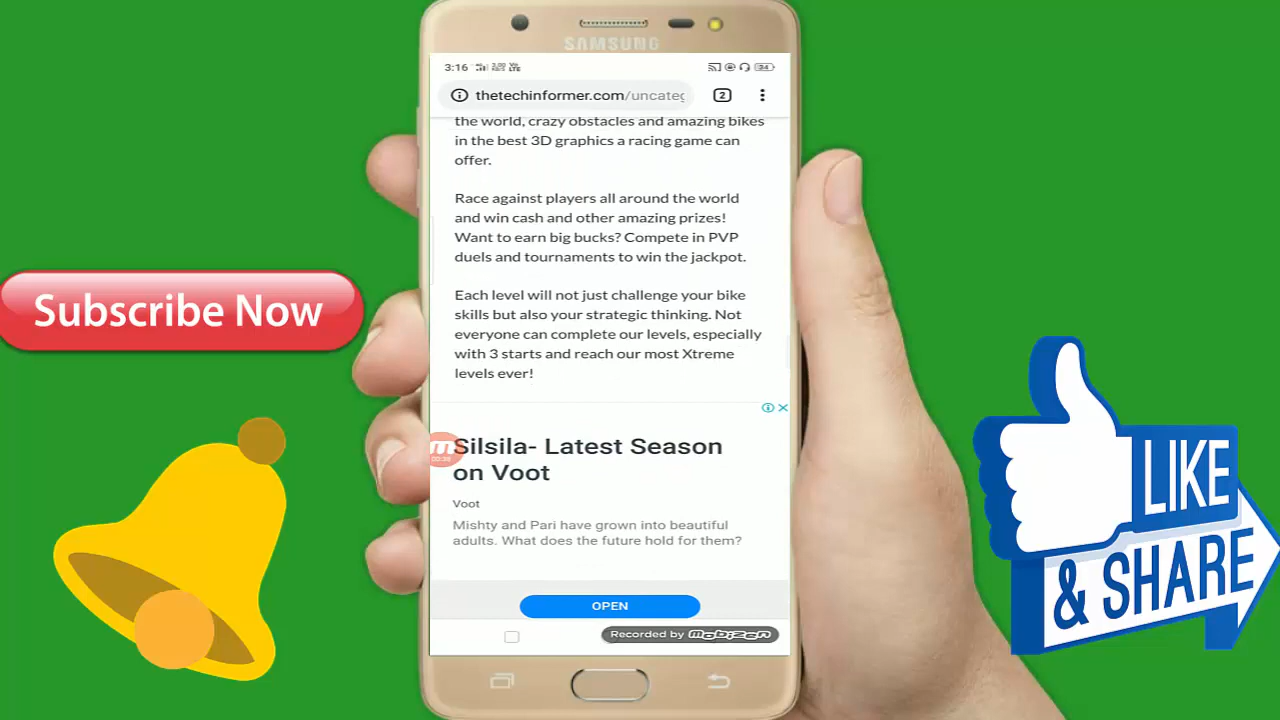 SAMSUNG
3:16
34
thetechinformer.com/uncateg
2
the world, crazy obstacles and amazing bikes
in the best 3D graphics a racing game can
offer.
Race against players all around the world
and win cash and other amazing prizes!
Want to earn big bucks? Compete in PVP
duels and tournaments to win the jackpot.
Each level will not just challenge your bike
skills but also your strategic thinking. Not
everyone can complete our levels, especially
with 3 starts and reach our most Xtreme
levels ever!
Silsila- Latest Season
on Voot
Voot
Mishty and Pari have grown into beautiful
adults. What does the future hold for them?
OPEN
Recorded by mobizen
Subscribe Now
LIKE
& SHARE